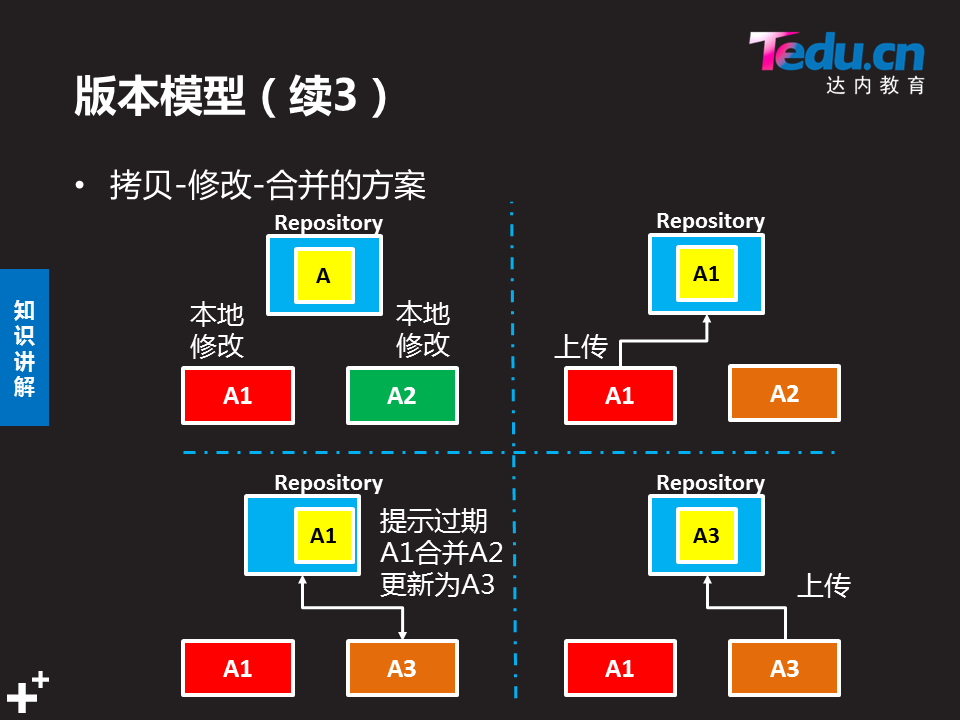 Tedu.cn
达内教育
版本模型（续3）
• 拷贝-修改-合并的方案
知
识
讲
解
Repository
A
本地
修改
本地
修改
A1
A2
Repository
A1
上传
A1
A2
Repository
A1
提示过期
A1合并A2
更新为A3
A1
A3
Repository
A3
上传
A1
A3